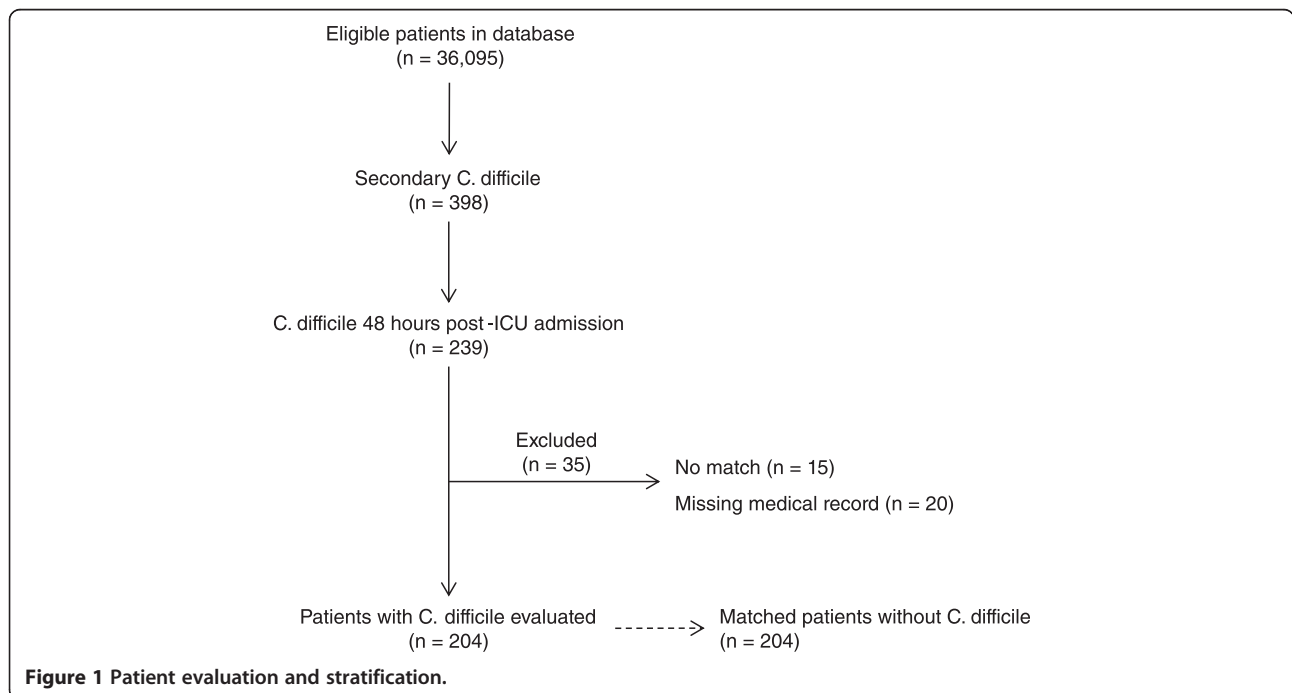 Eligible patients in database
(n = 36,095)
Secondary C. difficile
(n = 398)
C. difficile 48 hours post-ICU admission
(n = 239)
Excluded
(n = 35)
No match (n = 15)
Missing medical record (n = 20)
Patients with C. difficile evaluated
(n = 204)
Matched patients without C. difficile
(n = 204)
Figure 1 Patient evaluation and stratification.